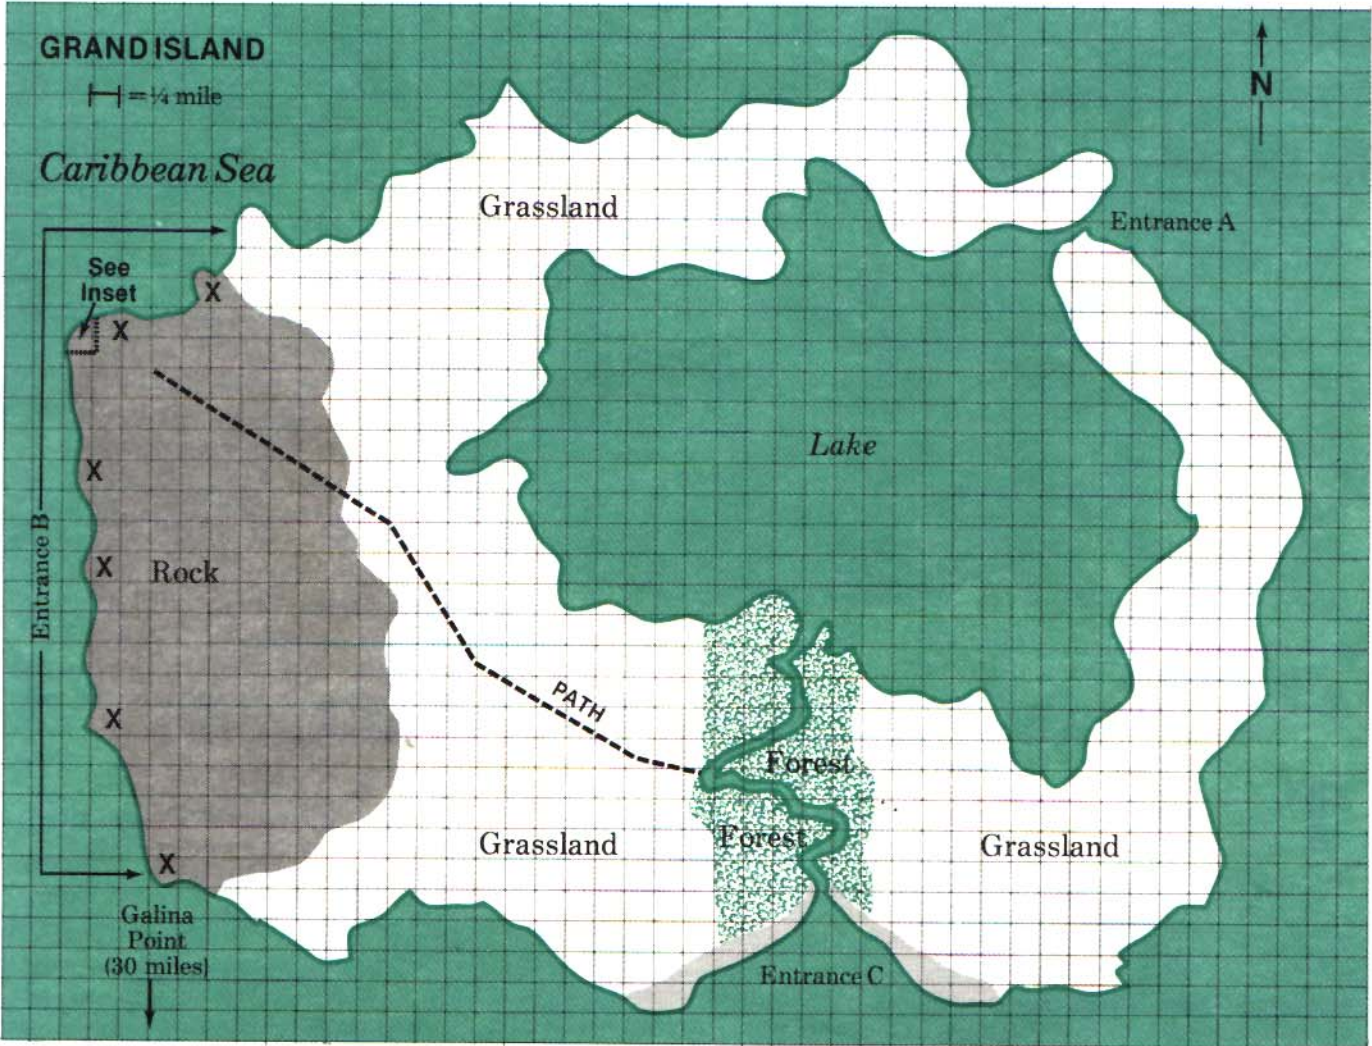 GRAND ISLAND
= ¼ mile
N
Caribbean Sea
Grassland
Entrance A
See
Inset
X
X
Lake
X
Entrance B
X
Rock
PATH
X
Forest
Forest
Grassland
Grassland
X
Galina
Point
(30 miles)
Entrance C